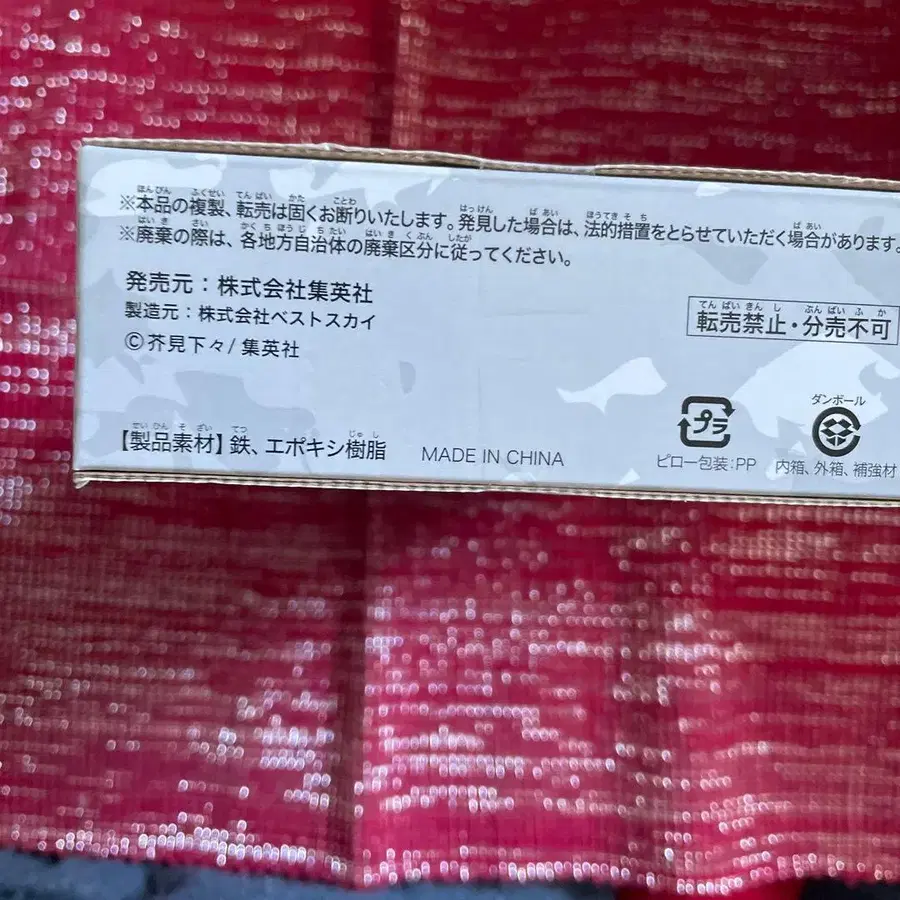 ※本品の複製、転売は固くお断りいたします。発見した場合は、法的措置をとらせていただく場合があります。
※廃棄の際は、各地方自治体の廃棄区分に従ってください。
発売元：株式会社集英社
製造元：株式会社ベストスカイ
©芥見下々/集英社
転売禁止・分売不可
【製品素材】鉄、エポキシ樹脂
MADE IN CHINA
プラ
ピロー包装：PP
ダンボール
内箱、外箱、補強材